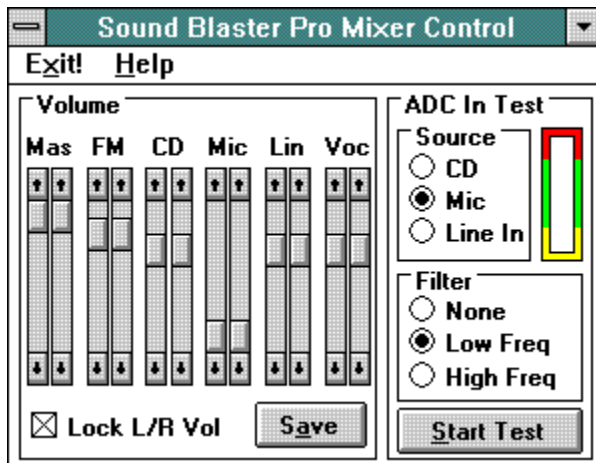 Sound Blaster Pro Mixer Control
Exit! Help
Volume
Mas FM CD Mic Lin Voc
Lock L/R Vol
Save
ADC In Test
Source
CD
Mic
Line In
Filter
None
Low Freq
High Freq
Start Test